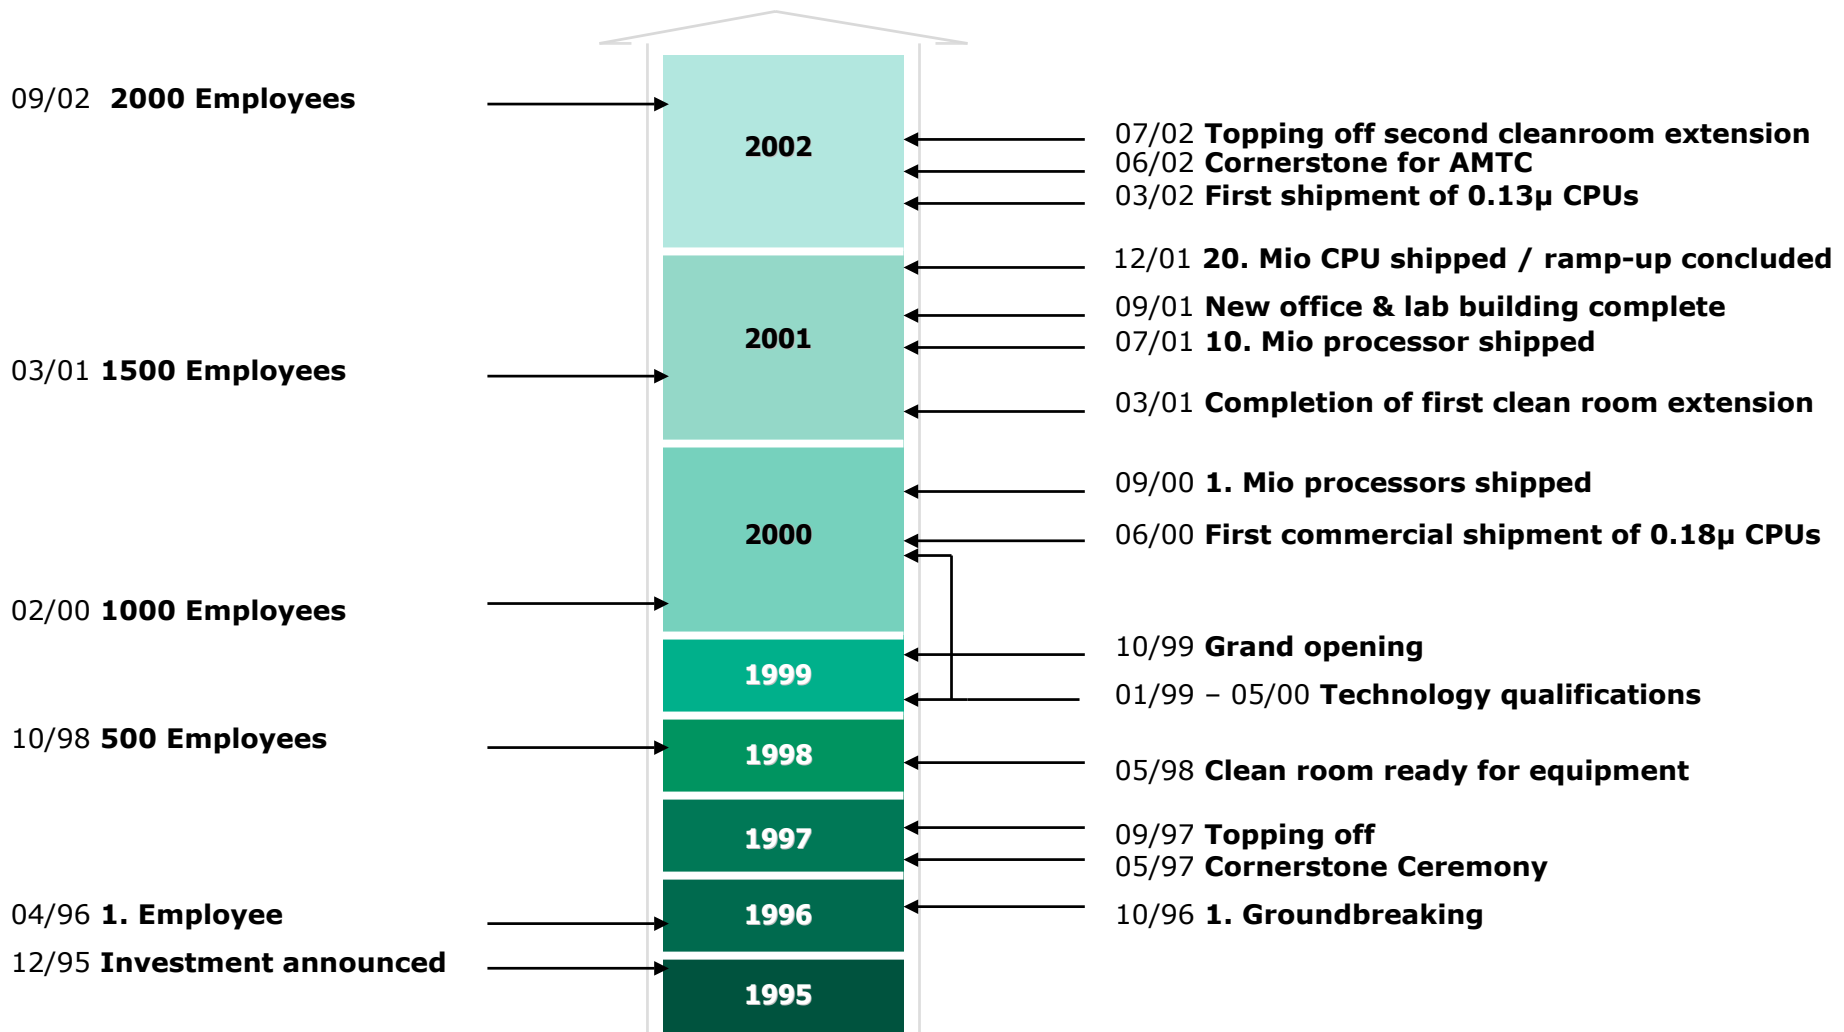 09/02 2000 Employees
2002
07/02 Topping off second cleanroom extension
06/02 Cornerstone for AMTC
03/02 First shipment of 0.13µ CPUs
12/01 20. Mio CPU shipped / ramp-up concluded
09/01 New office & lab building complete
2001
07/01 10. Mio processor shipped
03/01 1500 Employees
03/01 Completion of first clean room extension
09/00 1. Mio processors shipped
2000
06/00 First commercial shipment of 0.18µ CPUs
02/00 1000 Employees
10/99 Grand opening
1999
01/99 – 05/00 Technology qualifications
10/98 500 Employees
1998
05/98 Clean room ready for equipment
09/97 Topping off
1997
05/97 Cornerstone Ceremony
04/96 1. Employee
1996
10/96 1. Groundbreaking
12/95 Investment announced
1995